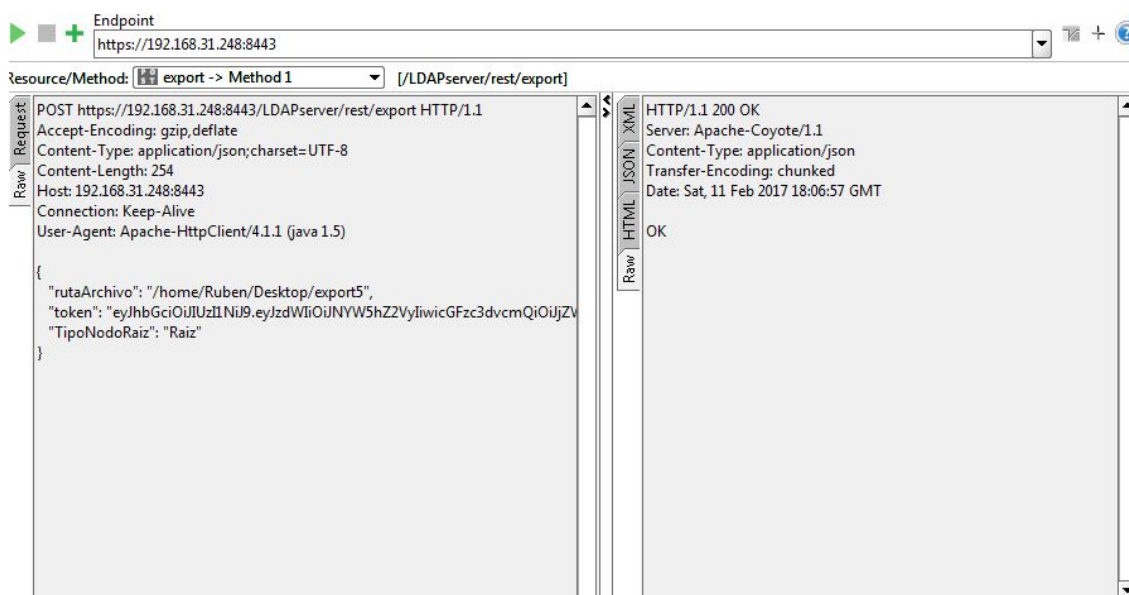 Endpoint
https://192.168.31.248:8443
Resource/Method: export -> Method 1 [/LDAPserver/rest/export]
Request
Raw
POST https://192.168.31.248:8443/LDAPserver/rest/export HTTP/1.1
Accept-Encoding: gzip,deflate
Content-Type: application/json;charset=UTF-8
Content-Length: 254
Host: 192.168.31.248:8443
Connection: Keep-Alive
User-Agent: Apache-HttpClient/4.1.1 (java 1.5)
{
"rutaArchivo": "/home/Ruben/Desktop/export5",
"token": "eyJhbGciOiJIUzI1NiJ9.eyJzdWIiOiJNYW5hZ2VyIiwicGFzc3dvcmQiOiJjZV
"TipoNodoRaiz": "Raiz"
}
XML
JSON
HTML
Raw
HTTP/1.1 200 OK
Server: Apache-Coyote/1.1
Content-Type: application/json
Transfer-Encoding: chunked
Date: Sat, 11 Feb 2017 18:06:57 GMT
OK